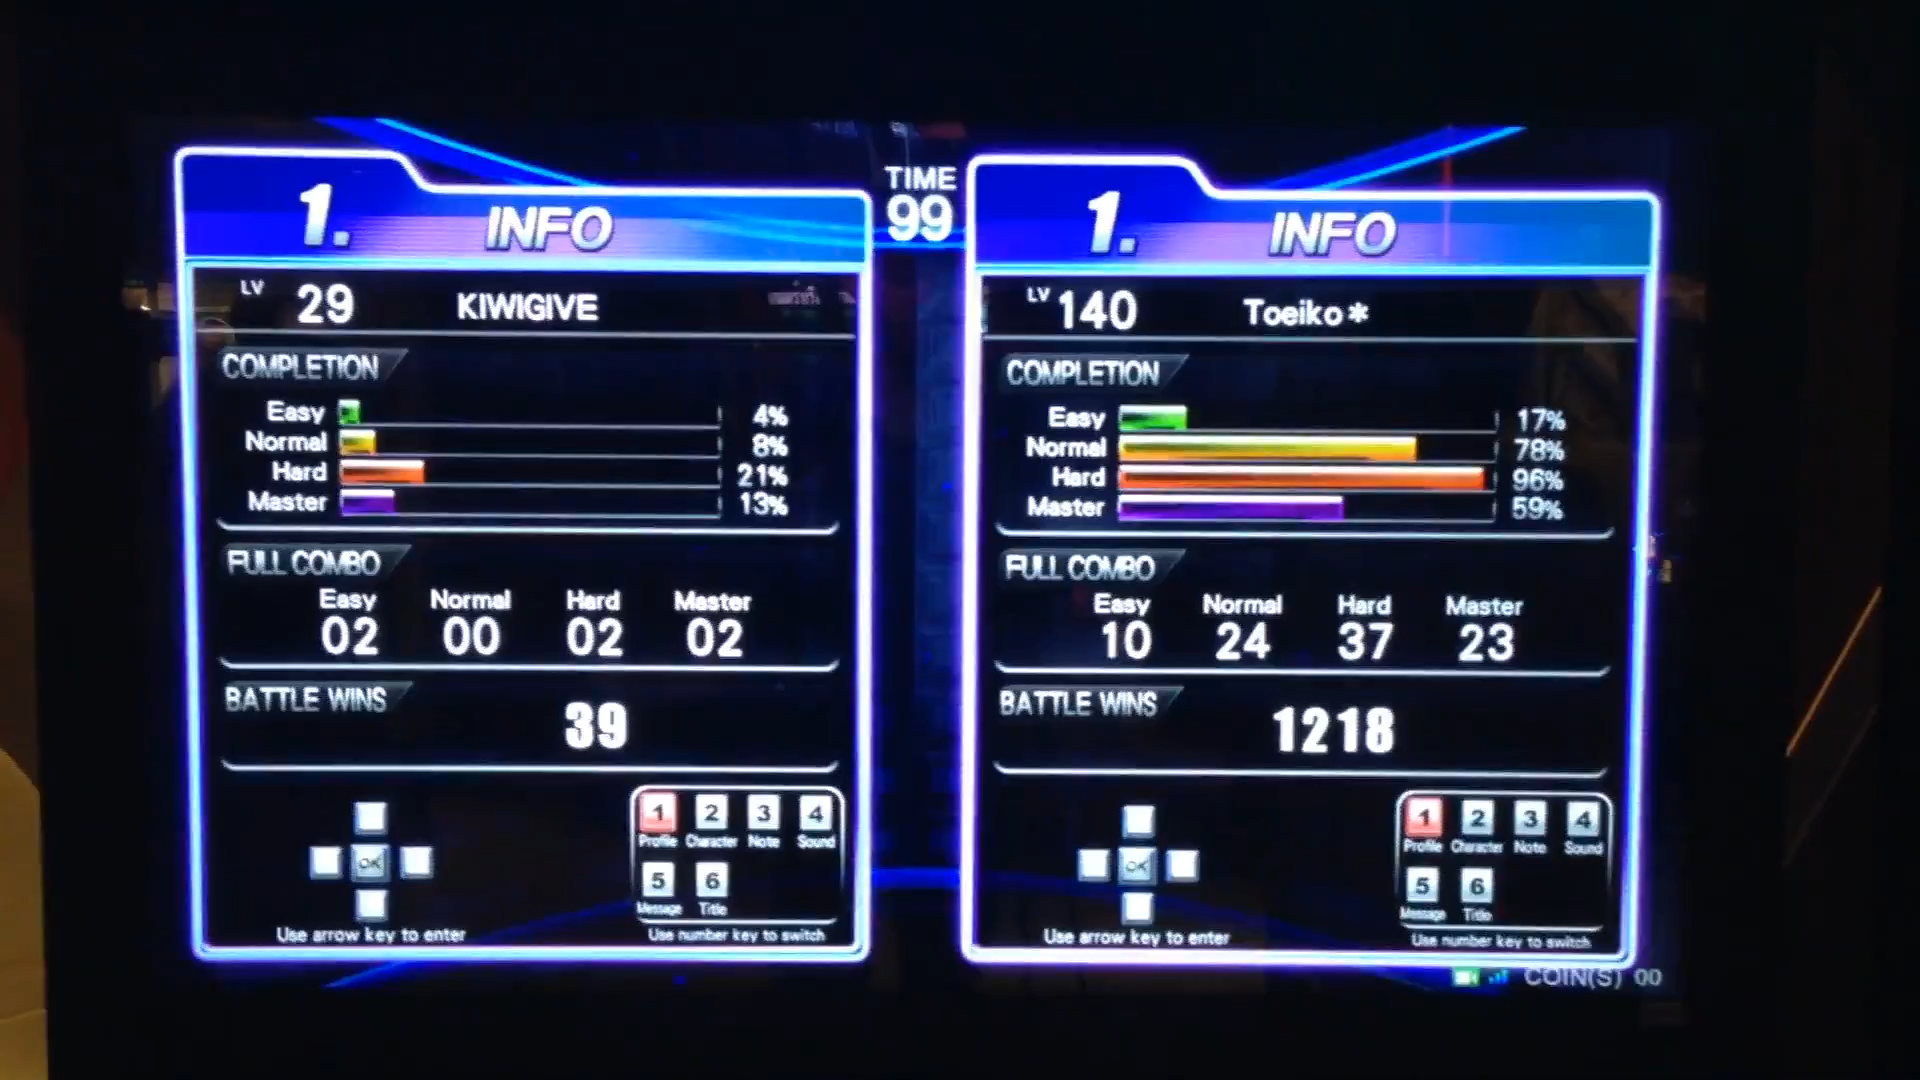 1. INFO
LV 29 KIWIGIVE
COMPLETION
Easy 4%
Normal 8%
Hard 21%
Master 13%
FULL COMBO
Easy Normal Hard Master
02 00 02 02
BATTLE WINS
39
OK
Use arrow key to enter
1 2 3 4
Profile Character Note Sound
5 6
Message Title
Use number key to switch
TIME
99
1. INFO
LV 140 Toeiko*
COMPLETION
Easy 17%
Normal 78%
Hard 96%
Master 59%
FULL COMBO
Easy Normal Hard Master
10 24 37 23
BATTLE WINS
1218
OK
Use arrow key to enter
1 2 3 4
Profile Character Note Sound
5 6
Message Title
Use number key to switch
COIN(S) 00